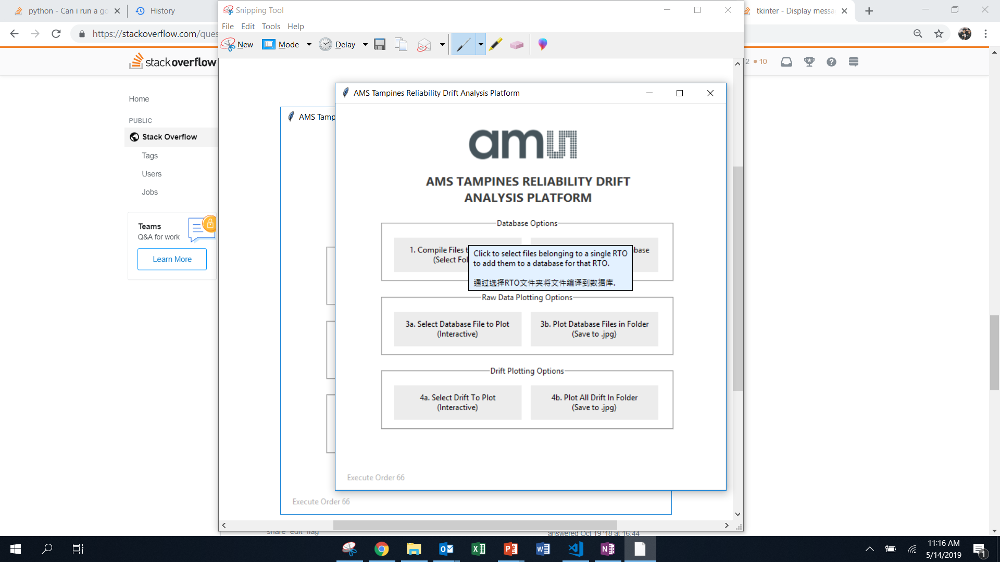 python - Can i run a go
History
tkinter - Display messa
https://stackoverflow.com/ques
Snipping Tool
File Edit Tools Help
New Mode Delay
stackoverflow
2 10
Home
PUBLIC
Stack Overflow
Tags
Users
Jobs
Teams
Q&A for work
Learn More
AMS Tamp
AMS Tampines Reliability Drift Analysis Platform
amu
AMS TAMPINES RELIABILITY DRIFT
ANALYSIS PLATFORM
Database Options
1. Compile Files t
(Select Fol
base
Click to select files belonging to a single RTO
to add them to a database for that RTO.
通过选择RTO文件夹将文件编译到数据库.
Raw Data Plotting Options
3a. Select Database File to Plot
(Interactive)
3b. Plot Database Files in Folder
(Save to .jpg)
Drift Plotting Options
4a. Select Drift To Plot
(Interactive)
4b. Plot All Drift In Folder
(Save to .jpg)
Execute Order 66
Execute Order 66
share edit flag
answered Oct 19 '18 at 16:44
11:16 AM
5/14/2019
1